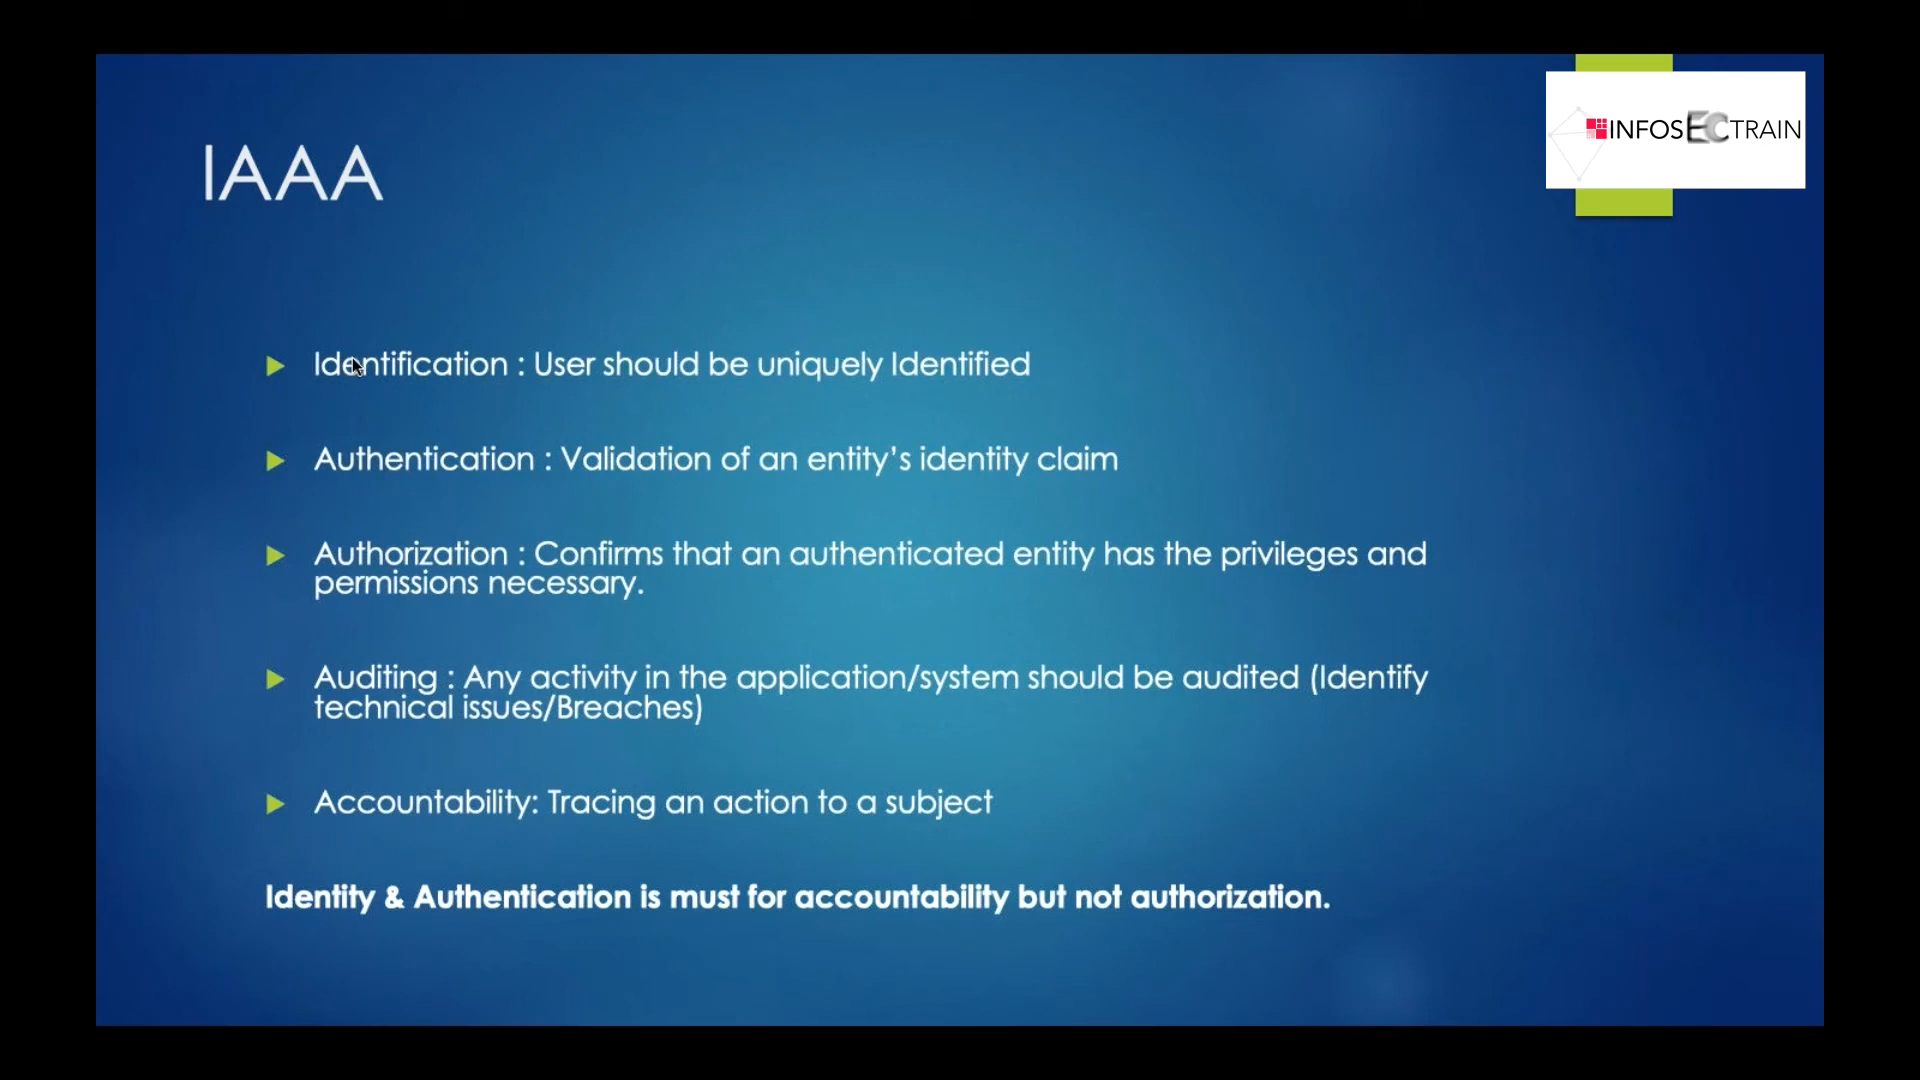 INFOSECTRAIN
IAAA
Identification : User should be uniquely Identified
Authentication : Validation of an entity’s identity claim
Authorization : Confirms that an authenticated entity has the privileges and
permissions necessary.
Auditing : Any activity in the application/system should be audited (Identify
technical issues/Breaches)
Accountability: Tracing an action to a subject
Identity & Authentication is must for accountability but not authorization.